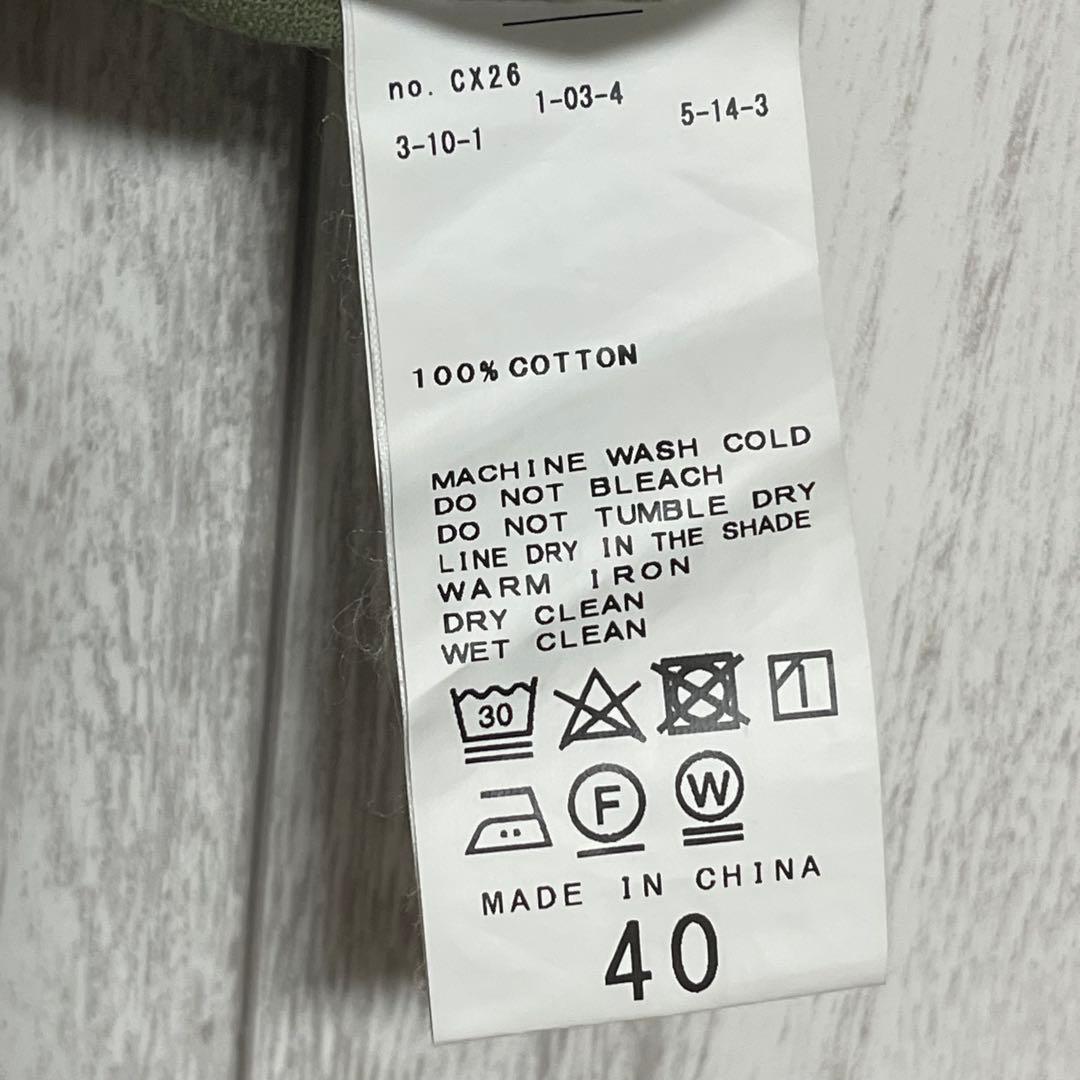 no. CX26
1-03-4
5-14-3
3-10-1
100% COTTON
MACHINE WASH COLD
DO NOT BLEACH
DO NOT TUMBLE DRY
LINE DRY IN THE SHADE
WARM IRON
DRY CLEAN
WET CLEAN
30
F W
MADE IN CHINA
40